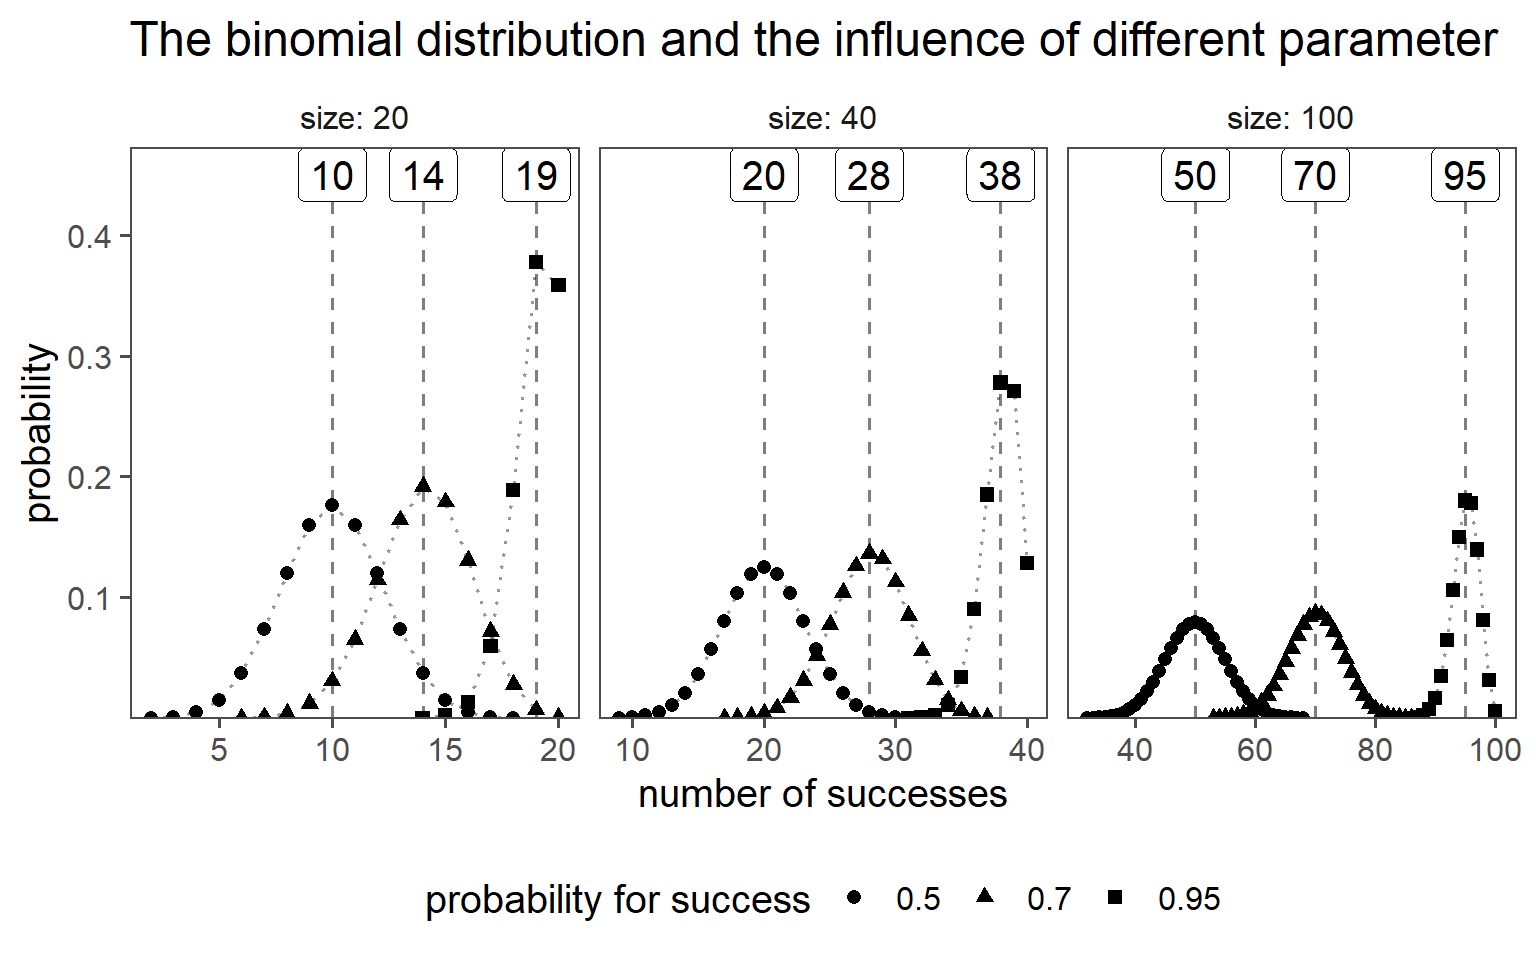 The binomial distribution and the influence of different parameter
size: 20
size: 40
size: 100
10 14 19
20 28 38
50 70 95
probability
0.4
0.3
0.2
0.1
5 10 15 20
10 20 30 40
40 60 80 100
number of successes
probability for success 0.5 0.7 0.95